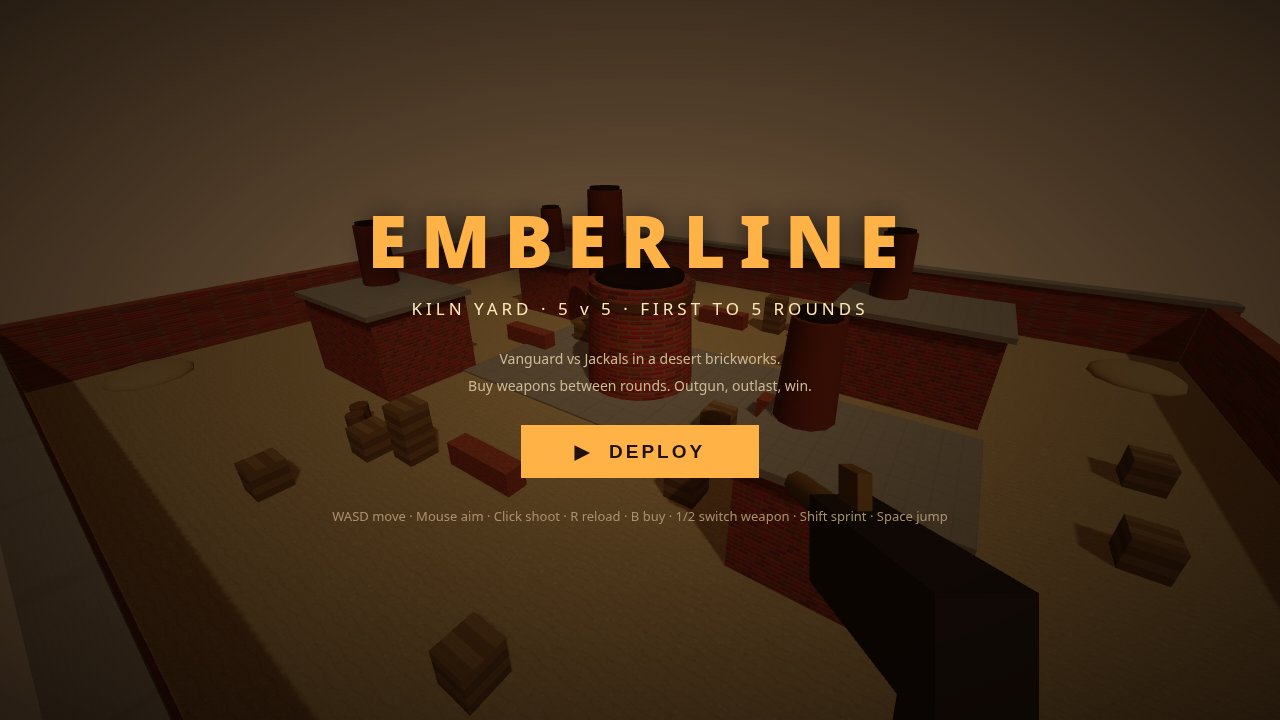 EMBERLINE
KILN YARD · 5 v 5 · FIRST TO 5 ROUNDS
Vanguard vs Jackals in a desert brickworks.
Buy weapons between rounds. Outgun, outlast, win.
▶ DEPLOY
WASD move · Mouse aim · Click shoot · R reload · B buy · 1/2 switch weapon · Shift sprint · Space jump